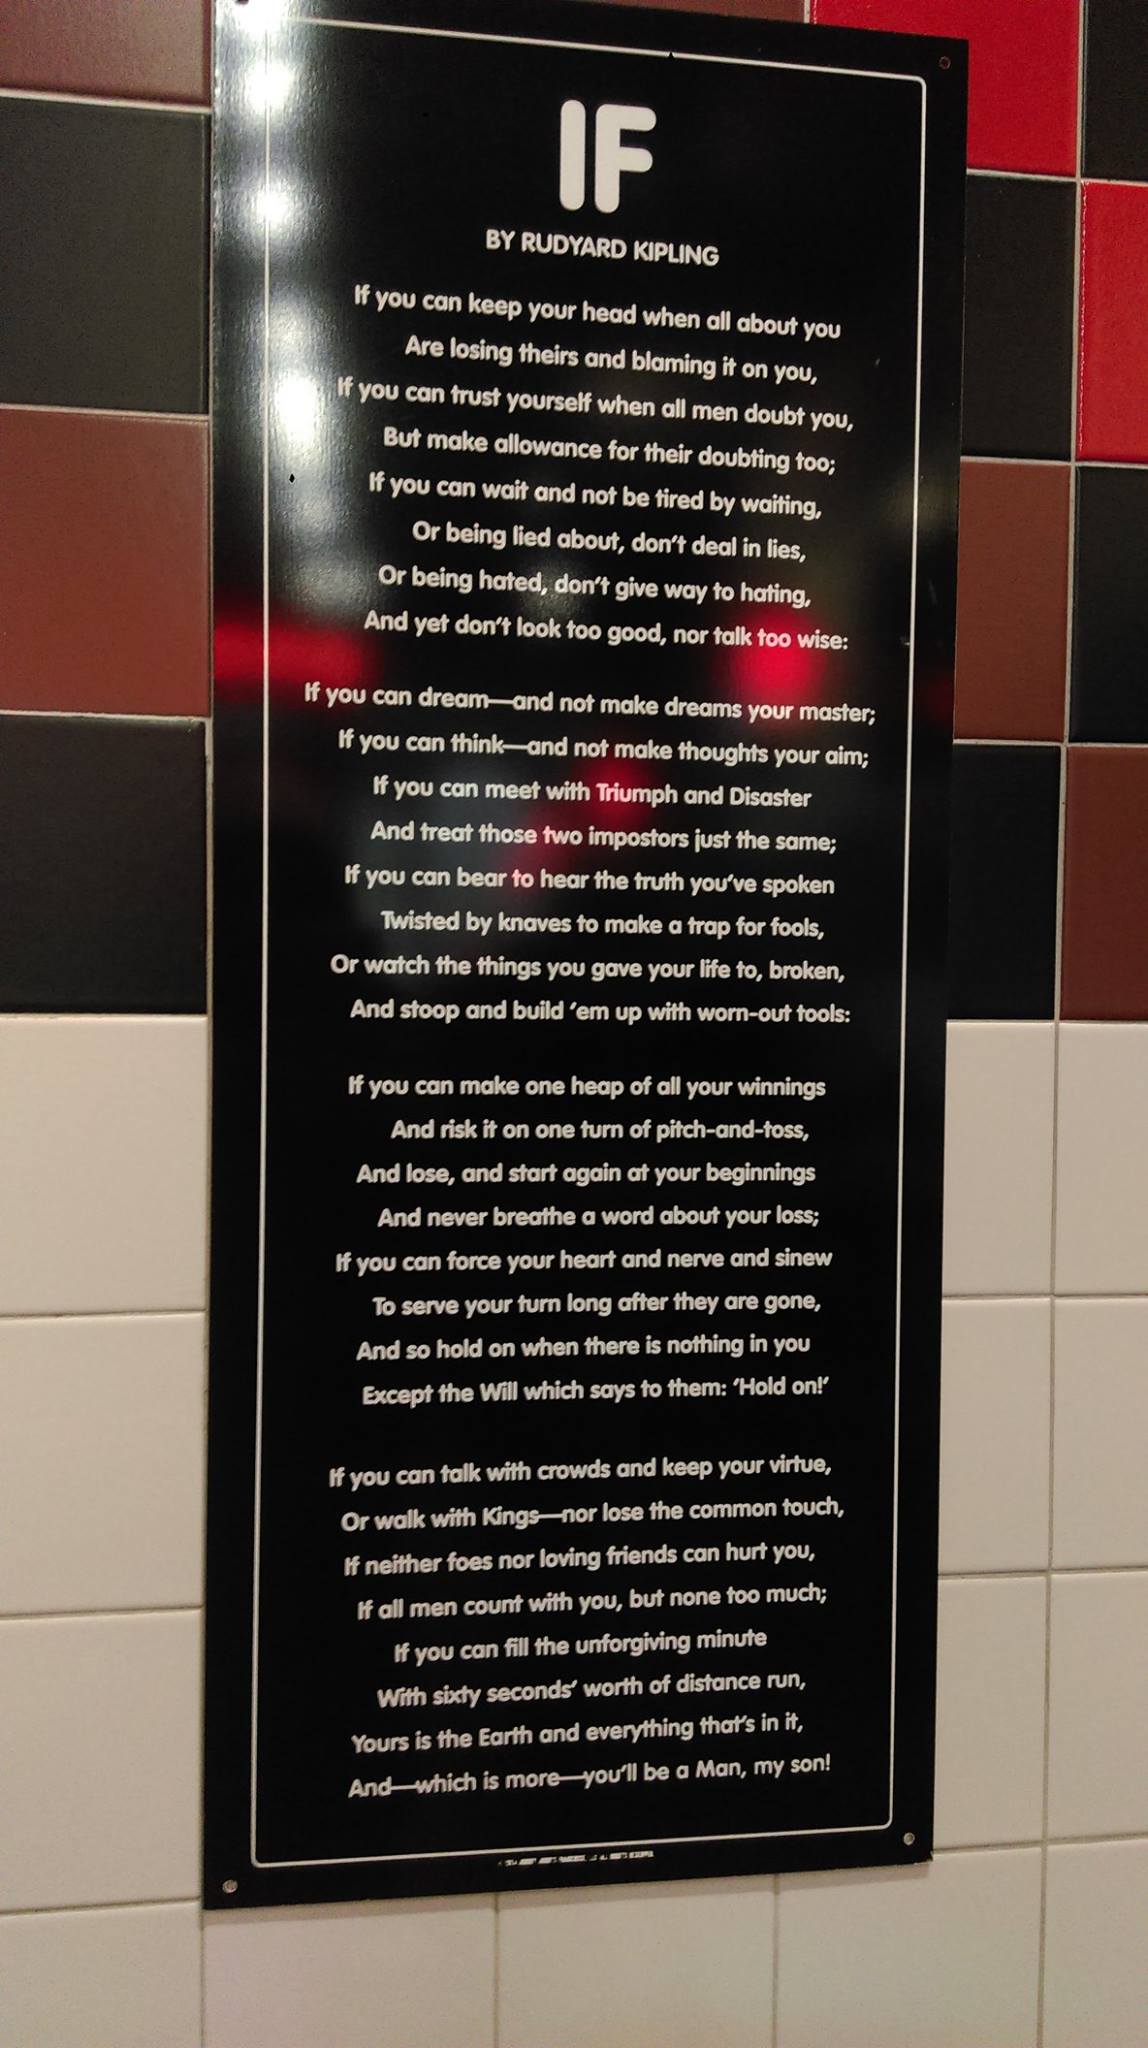 IF
BY RUDYARD KIPLING
If you can keep your head when all about you
Are losing theirs and blaming it on you,
If you can trust yourself when all men doubt you,
But make allowance for their doubting too;
If you can wait and not be tired by waiting,
Or being lied about, don't deal in lies,
Or being hated, don't give way to hating,
And yet don't look too good, nor talk too wise:
If you can dream—and not make dreams your master;
If you can think—and not make thoughts your aim;
If you can meet with Triumph and Disaster
And treat those two impostors just the same;
If you can bear to hear the truth you've spoken
Twisted by knaves to make a trap for fools,
Or watch the things you gave your life to, broken,
And stoop and build 'em up with worn-out tools:
If you can make one heap of all your winnings
And risk it on one turn of pitch-and-toss,
And lose, and start again at your beginnings
And never breathe a word about your loss;
If you can force your heart and nerve and sinew
To serve your turn long after they are gone,
And so hold on when there is nothing in you
Except the Will which says to them: 'Hold on!'
If you can talk with crowds and keep your virtue,
Or walk with Kings—nor lose the common touch,
If neither foes nor loving friends can hurt you,
If all men count with you, but none too much;
If you can fill the unforgiving minute
With sixty seconds' worth of distance run,
Yours is the Earth and everything that's in it,
And—which is more—you'll be a Man, my son!